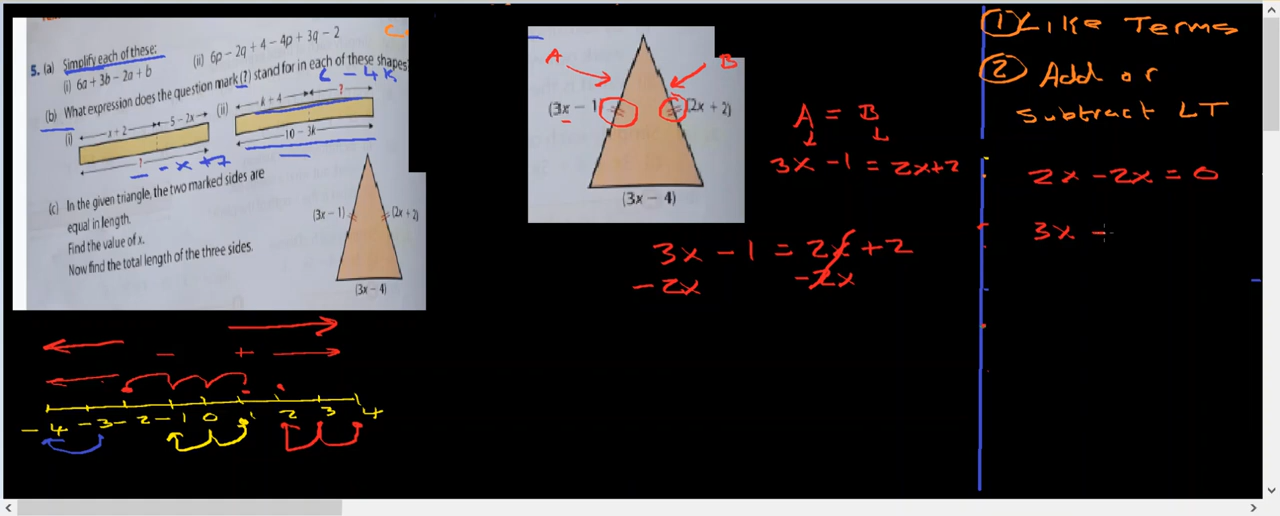 5. (a) Simplify each of these:
(i) 6a + 3b − 2a + b
(ii) 6p − 2q + 4 − 4p + 3q − 2
(b) What expression does the question mark (?) stand for in each of these shapes
6 − 4k
(i)
x + 2
5 − 2x
?
− x + 7
(ii)
k + 4
?
10 − 3k
(c) In the given triangle, the two marked sides are
equal in length.
Find the value of x.
Now find the total length of the three sides.
(3x − 1)
(2x + 2)
(3x − 4)
A
B
(3x − 1
(2x + 2)
(3x − 4)
A = B
3x − 1 = 2x + 2
3x − 1 = 2x + 2
− 2x − 2x
① Like Terms
② Add or
subtract LT
2x − 2x = 0
3x −
− +
− 4 − 3 − 2 − 1 0 1 2 3 4